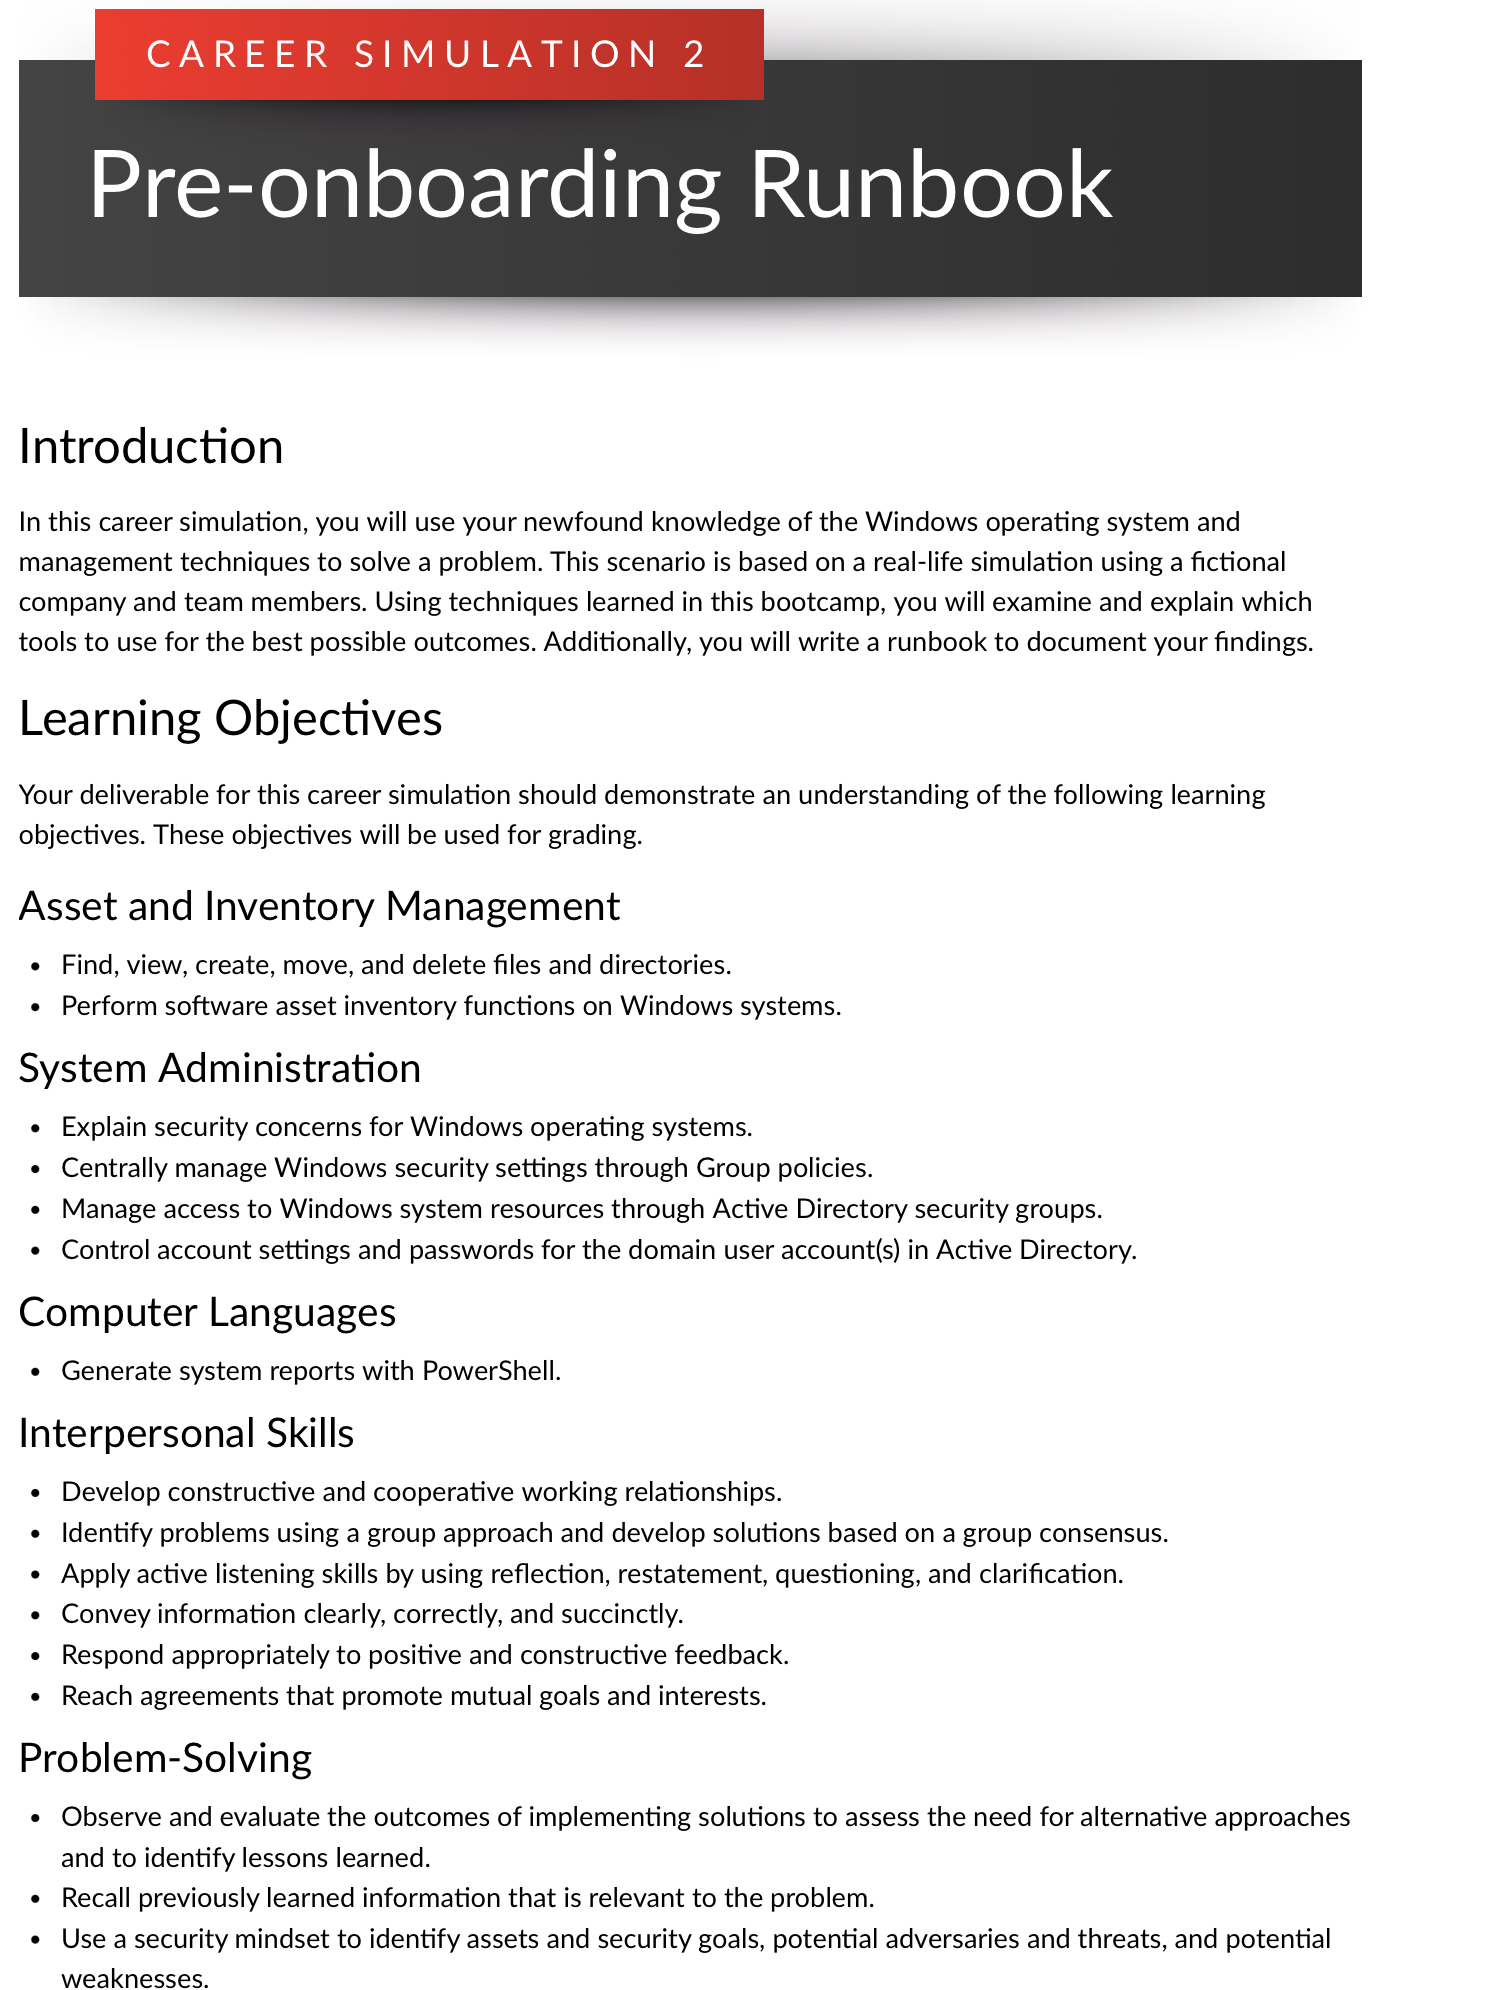 CAREER SIMULATION 2
Pre-onboarding Runbook
Introduction
In this career simulation, you will use your newfound knowledge of the Windows operating system and
management techniques to solve a problem. This scenario is based on a real-life simulation using a fictional
company and team members. Using techniques learned in this bootcamp, you will examine and explain which
tools to use for the best possible outcomes. Additionally, you will write a runbook to document your findings.
Learning Objectives
Your deliverable for this career simulation should demonstrate an understanding of the following learning
objectives. These objectives will be used for grading.
Asset and Inventory Management
• Find, view, create, move, and delete files and directories.
• Perform software asset inventory functions on Windows systems.
System Administration
• Explain security concerns for Windows operating systems.
• Centrally manage Windows security settings through Group policies.
• Manage access to Windows system resources through Active Directory security groups.
• Control account settings and passwords for the domain user account(s) in Active Directory.
Computer Languages
• Generate system reports with PowerShell.
Interpersonal Skills
• Develop constructive and cooperative working relationships.
• Identify problems using a group approach and develop solutions based on a group consensus.
• Apply active listening skills by using reflection, restatement, questioning, and clarification.
• Convey information clearly, correctly, and succinctly.
• Respond appropriately to positive and constructive feedback.
• Reach agreements that promote mutual goals and interests.
Problem-Solving
• Observe and evaluate the outcomes of implementing solutions to assess the need for alternative approaches
and to identify lessons learned.
• Recall previously learned information that is relevant to the problem.
• Use a security mindset to identify assets and security goals, potential adversaries and threats, and potential
weaknesses.